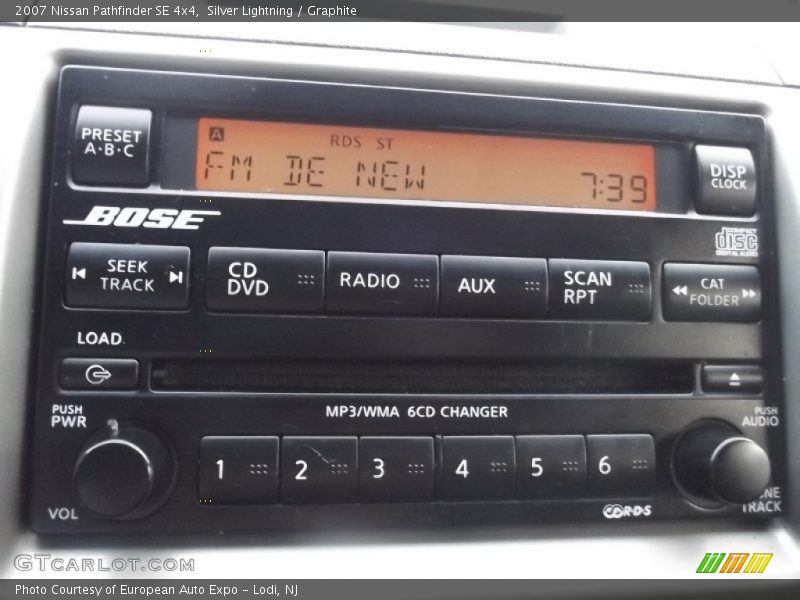 2007 Nissan Pathfinder SE 4x4, Silver Lightning / Graphite
PRESET
A·B·C
A
RDS ST
FM DE NEW
7:39
DISP
CLOCK
BOSE
COMPACT
disc
DIGITAL AUDIO
SEEK
TRACK
CD
DVD
RADIO
AUX
SCAN
RPT
CAT
FOLDER
LOAD
MP3/WMA 6CD CHANGER
PUSH
PWR
PUSH
AUDIO
1 2 3 4 5 6
VOL
TRACK
RDS
GTCARLOT.COM
Photo Courtesy of European Auto Expo – Lodi, NJ